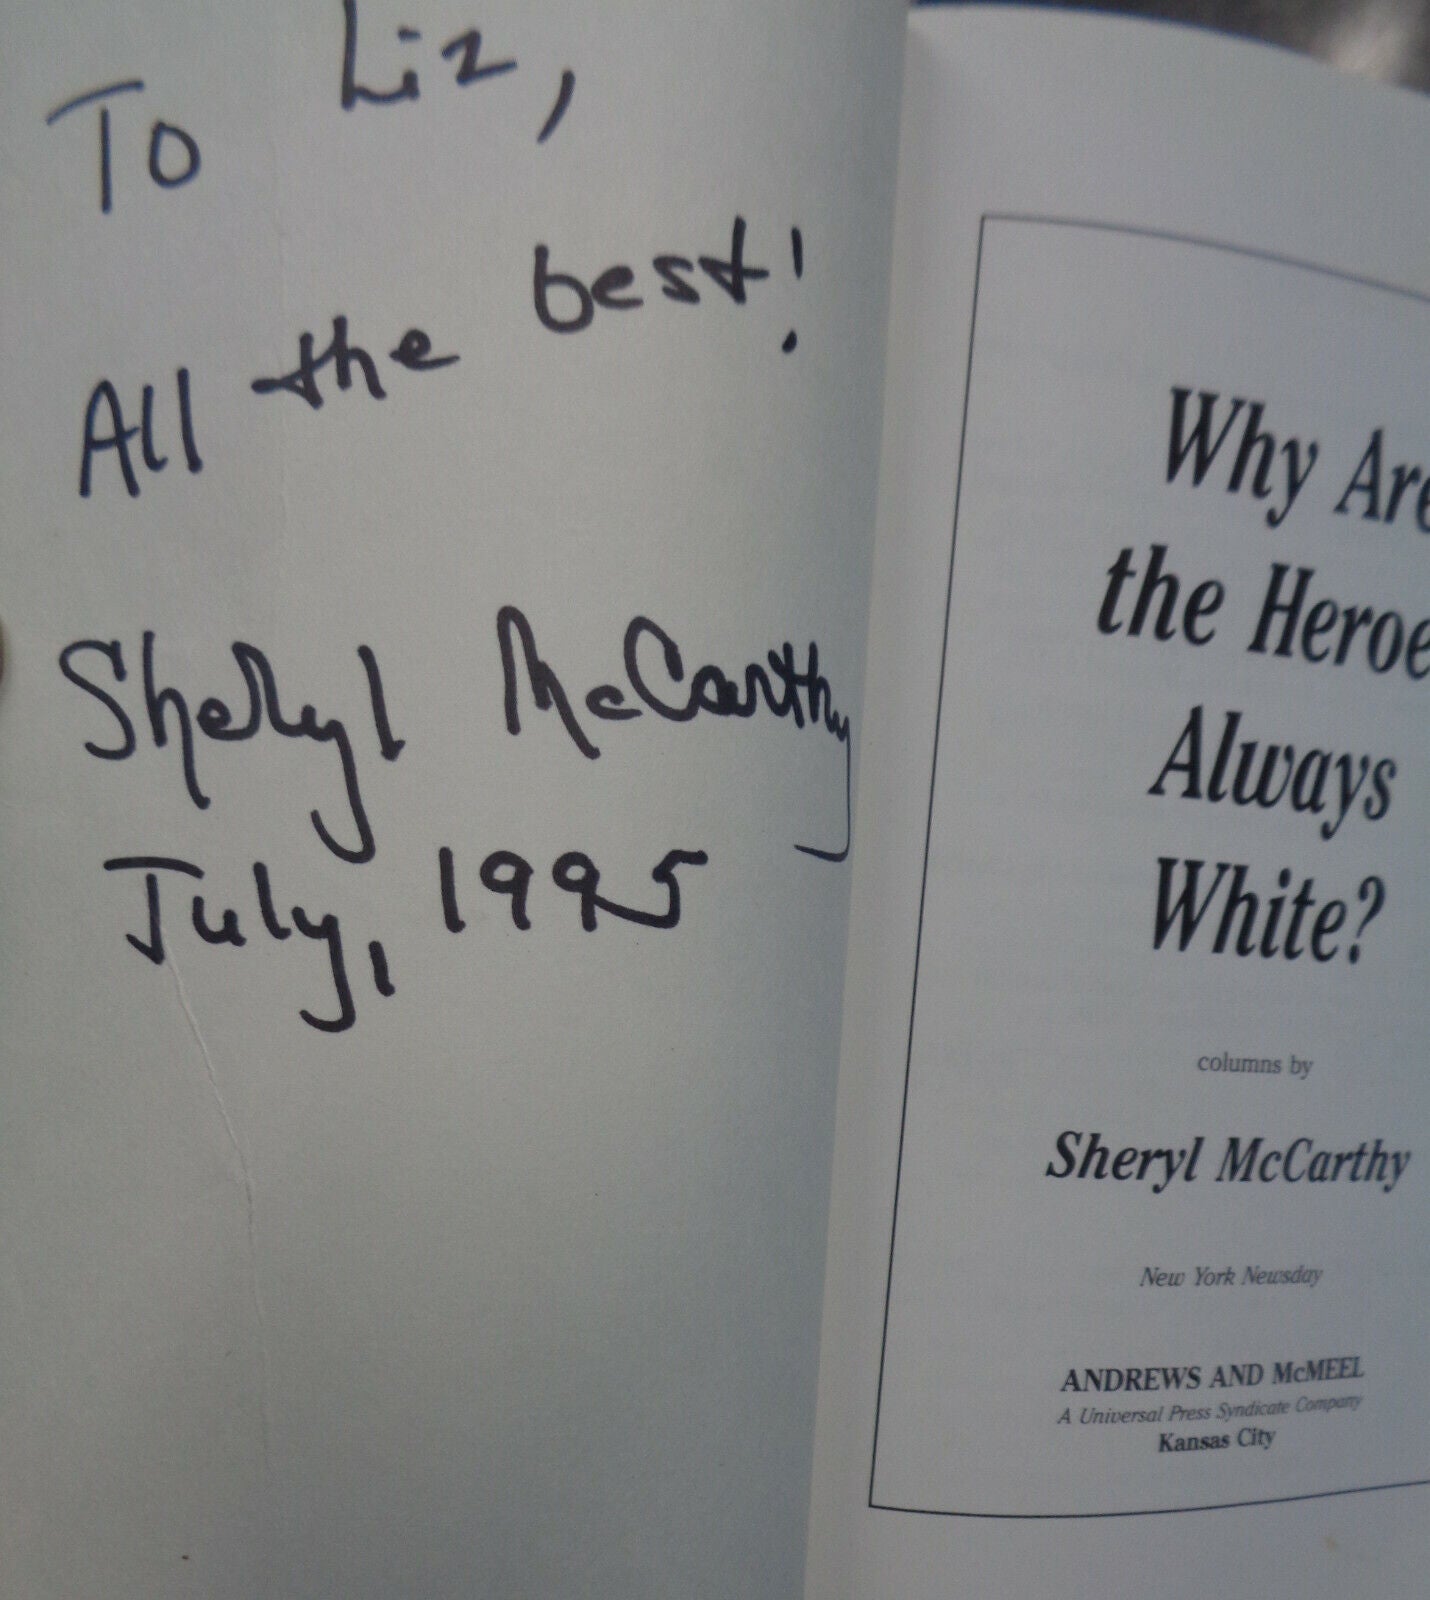 To Liz,
All the best!
Sheryl McCarthy
July, 1995
Why Are
the Heroe
Always
White?
columns by
Sheryl McCarthy
New York Newsday
ANDREWS AND McMEEL
A Universal Press Syndicate Company
Kansas City